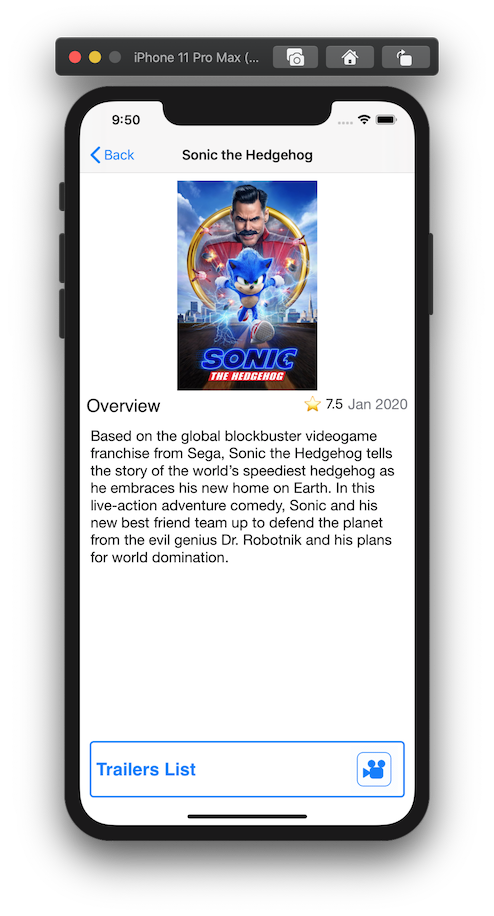 iPhone 11 Pro Max (...
9:50
Back
Sonic the Hedgehog
SONIC
THE HEDGEHOG
Overview
7.5 Jan 2020
Based on the global blockbuster videogame
franchise from Sega, Sonic the Hedgehog tells
the story of the world’s speediest hedgehog as
he embraces his new home on Earth. In this
live-action adventure comedy, Sonic and his
new best friend team up to defend the planet
from the evil genius Dr. Robotnik and his plans
for world domination.
Trailers List